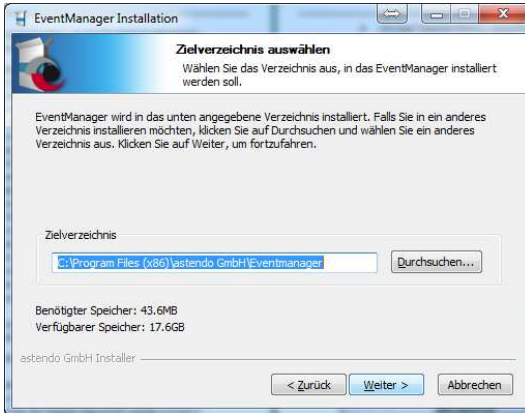 EventManager Installation
Zielverzeichnis auswählen
Wählen Sie das Verzeichnis aus, in das EventManager installiert
werden soll.
EventManager wird in das unten angegebene Verzeichnis installiert. Falls Sie in ein anderes
Verzeichnis installieren möchten, klicken Sie auf Durchsuchen und wählen Sie ein anderes
Verzeichnis aus. Klicken Sie auf Weiter, um fortzufahren.
Zielverzeichnis
C:\Program Files (x86)\astendo GmbH\Eventmanager
Durchsuchen...
Benötigter Speicher: 43.6MB
Verfügbarer Speicher: 17.6GB
astendo GmbH Installer
< Zurück
Weiter >
Abbrechen